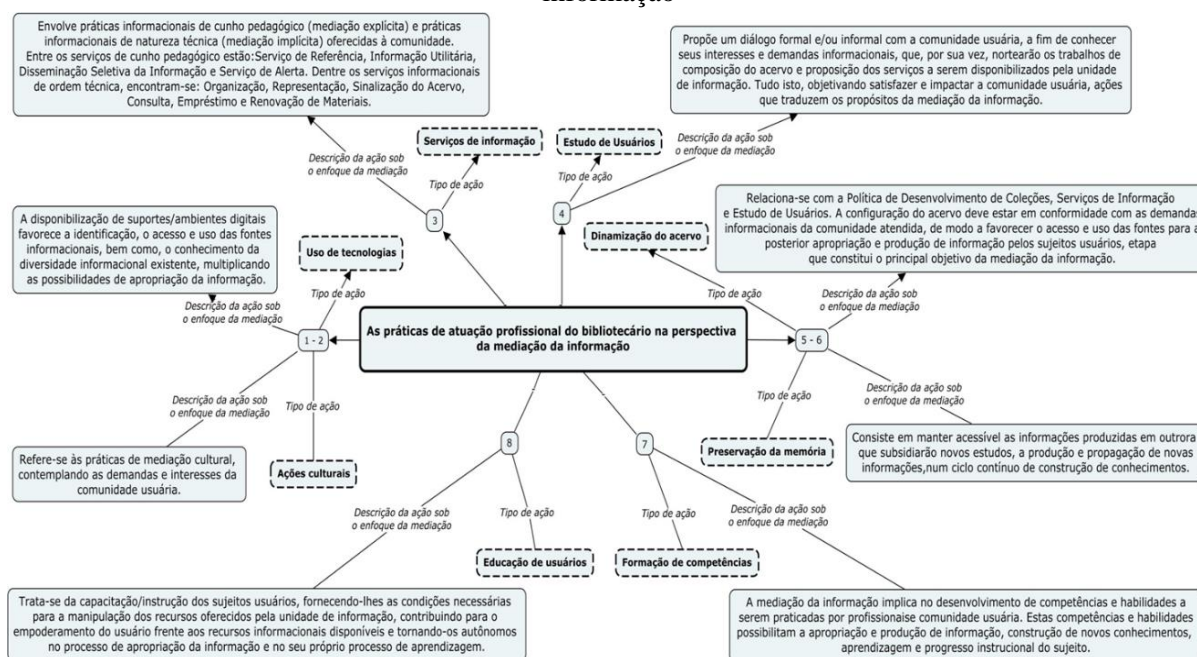 informação
Envolve práticas informacionais de cunho pedagógico (mediação explícita) e práticas
informacionais de natureza técnica (mediação implícita) oferecidas à comunidade.
Entre os serviços de cunho pedagógico estão:Serviço de Referência, Informação Utilitária,
Disseminação Seletiva da Informação e Serviço de Alerta. Dentre os serviços informacionais
de ordem técnica, encontram-se: Organização, Representação, Sinalização do Acervo,
Consulta, Empréstimo e Renovação de Materiais.
Propõe um diálogo formal e/ou informal com a comunidade usuária, a fim de conhecer
seus interesses e demandas informacionais, que, por sua vez, nortearão os trabalhos de
composição do acervo e proposição dos serviços a serem disponibilizados pela unidade
de informação. Tudo isto, objetivando satisfazer e impactar a comunidade usuária, ações
que traduzem os propósitos da mediação da informação.
Serviços de informação
Estudo de Usuários
Descrição da ação sob
o enfoque da mediação
Tipo de ação
3
Tipo de ação
Descrição da ação sob
o enfoque da mediação
4
A disponibilização de suportes/ambientes digitais
favorece a identificação, o acesso e uso das fontes
informacionais, bem como, o conhecimento da
diversidade informacional existente, multiplicando
as possibilidades de apropriação da informação.
Uso de tecnologias
Dinamização do acervo
Relaciona-se com a Política de Desenvolvimento de Coleções, Serviços de Informação
e Estudo de Usuários. A configuração do acervo deve estar em conformidade com as demandas
informacionais da comunidade atendida, de modo a favorecer o acesso e uso das fontes para a
posterior apropriação e produção de informação pelos sujeitos usuários, etapa
que constitui o principal objetivo da mediação da informação.
Descrição da ação sob
o enfoque da mediação
Tipo de ação
Tipo de ação
Descrição da ação sob
o enfoque da mediação
1 - 2
As práticas de atuação profissional do bibliotecário na perspectiva
da mediação da informação
5 - 6
Descrição da ação sob
o enfoque da mediação
Tipo de ação
Tipo de ação
Descrição da ação sob
o enfoque da mediação
Refere-se às práticas de mediação cultural,
contemplando as demandas e interesses da
comunidade usuária.
Ações culturais
8
7
Preservação da memória
Consiste em manter acessível as informações produzidas em outrora
que subsidiarão novos estudos, a produção e propagação de novas
informações,num ciclo contínuo de construção de conhecimentos.
Descrição da ação sob
o enfoque da mediação
Tipo de ação
Tipo de ação
Descrição da ação sob
o enfoque da mediação
Educação de usuários
Formação de competências
Trata-se da capacitação/instrução dos sujeitos usuários, fornecendo-lhes as condições necessárias
para a manipulação dos recursos oferecidos pela unidade de informação, contribuindo para o
empoderamento do usuário frente aos recursos informacionais disponíveis e tornando-os autônomos
no processo de apropriação da informação e no seu próprio processo de aprendizagem.
A mediação da informação implica no desenvolvimento de competências e habilidades a
serem praticadas por profissionaise comunidade usuária. Estas competências e habilidades
possibilitam a apropriação e produção de informação, construção de novos conhecimentos,
aprendizagem e progresso instrucional do sujeito.